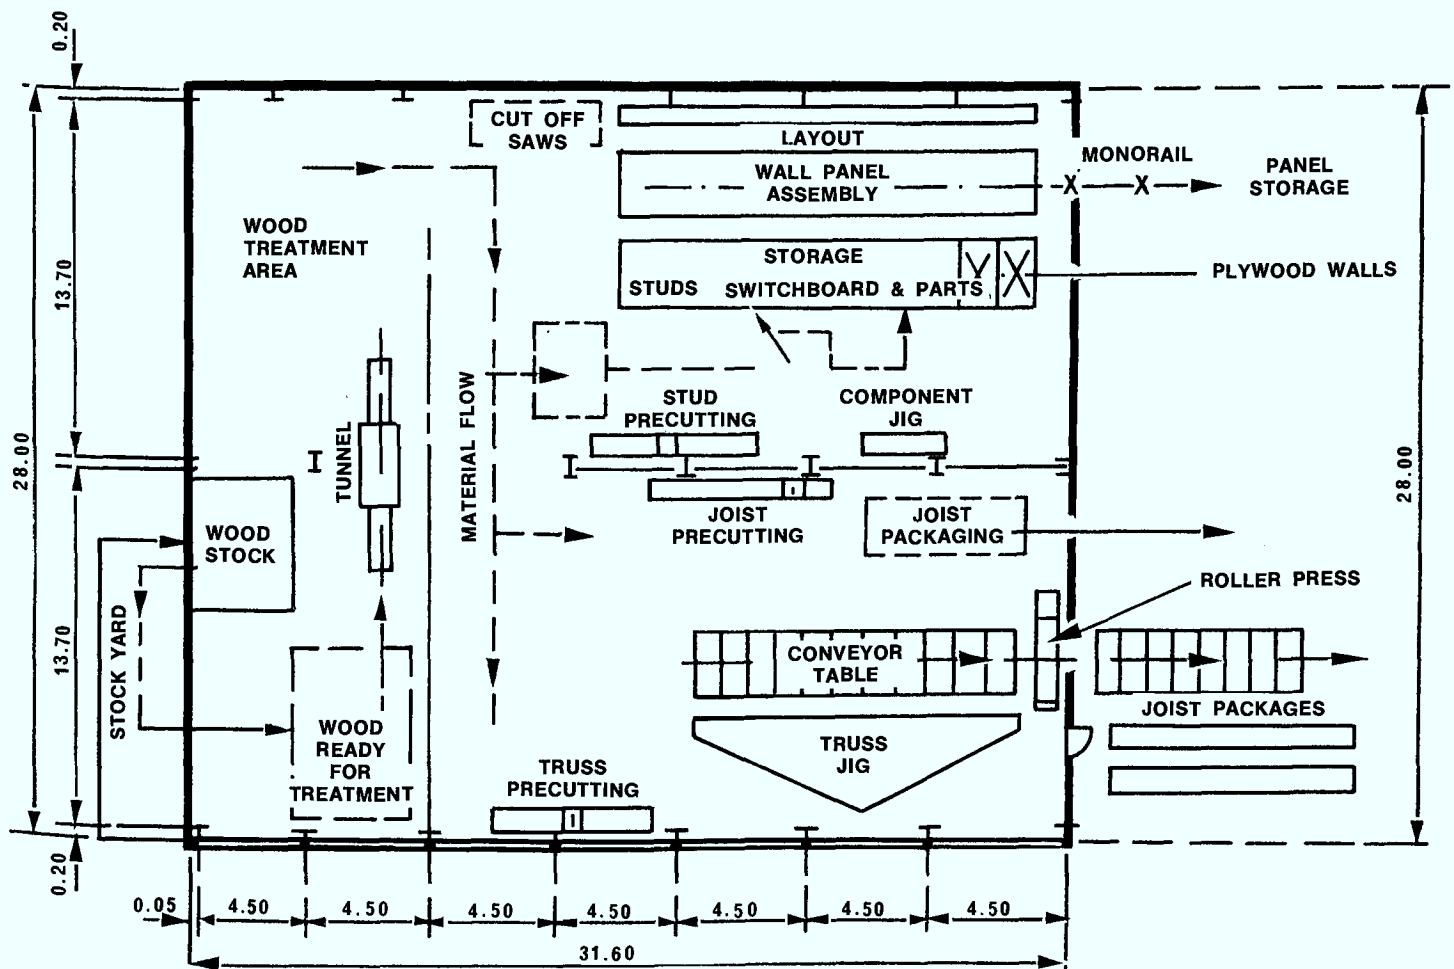 0.20
CUT OFF
SAWS
LAYOUT
MONORAIL
PANEL
STORAGE
WALL PANEL
ASSEMBLY
X X
WOOD
TREATMENT
AREA
STORAGE
STUDS SWITCHBOARD & PARTS
PLYWOOD WALLS
13.70
28.00
28.00
STUD
PRECUTTING
COMPONENT
JIG
MATERIAL FLOW
TUNNEL
JOIST
PRECUTTING
JOIST
PACKAGING
WOOD
STOCK
ROLLER PRESS
13.70
STOCK YARD
CONVEYOR
TABLE
JOIST PACKAGES
WOOD
READY
FOR
TREATMENT
TRUSS
JIG
TRUSS
PRECUTTING
0.20
0.05 4.50 4.50 4.50 4.50 4.50 4.50 4.50
31.60